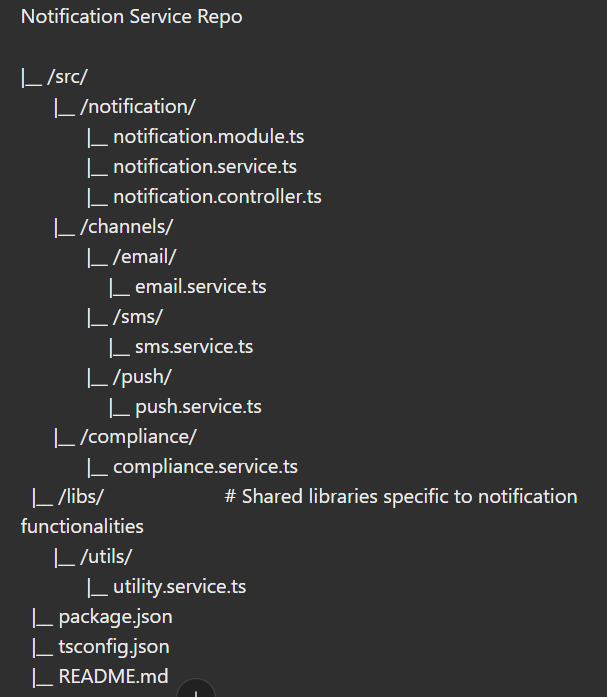 Notification Service Repo
|__ /src/
|__ /notification/
|__ notification.module.ts
|__ notification.service.ts
|__ notification.controller.ts
|__ /channels/
|__ /email/
|__ email.service.ts
|__ /sms/
|__ sms.service.ts
|__ /push/
|__ push.service.ts
|__ /compliance/
|__ compliance.service.ts
|__ /libs/ # Shared libraries specific to notification
functionalities
|__ /utils/
|__ utility.service.ts
|__ package.json
|__ tsconfig.json
|__ README.md